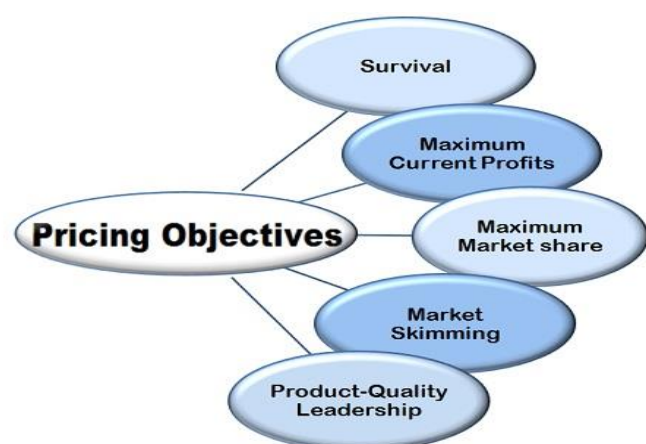 Survival
Maximum
Current Profits
Pricing Objectives
Maximum
Market share
Market
Skimming
Product-Quality
Leadership